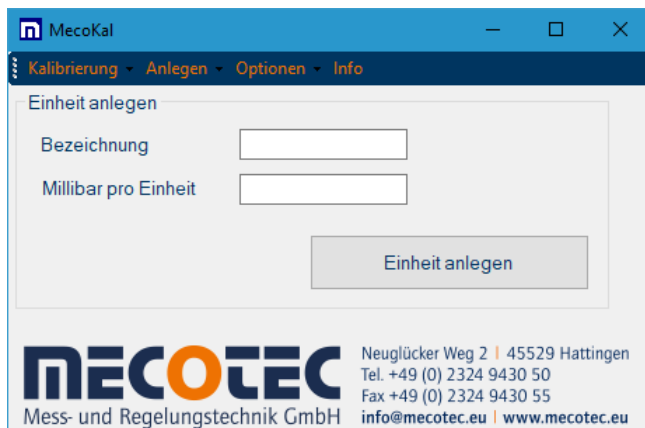 MecoKal
Kalibrierung Anlegen Optionen Info
Einheit anlegen
Bezeichnung
Millibar pro Einheit
Einheit anlegen
MECOTEC
Mess- und Regelungstechnik GmbH
Neuglücker Weg 2 | 45529 Hattingen
Tel. +49 (0) 2324 9430 50
Fax +49 (0) 2324 9430 55
info@mecotec.eu | www.mecotec.eu